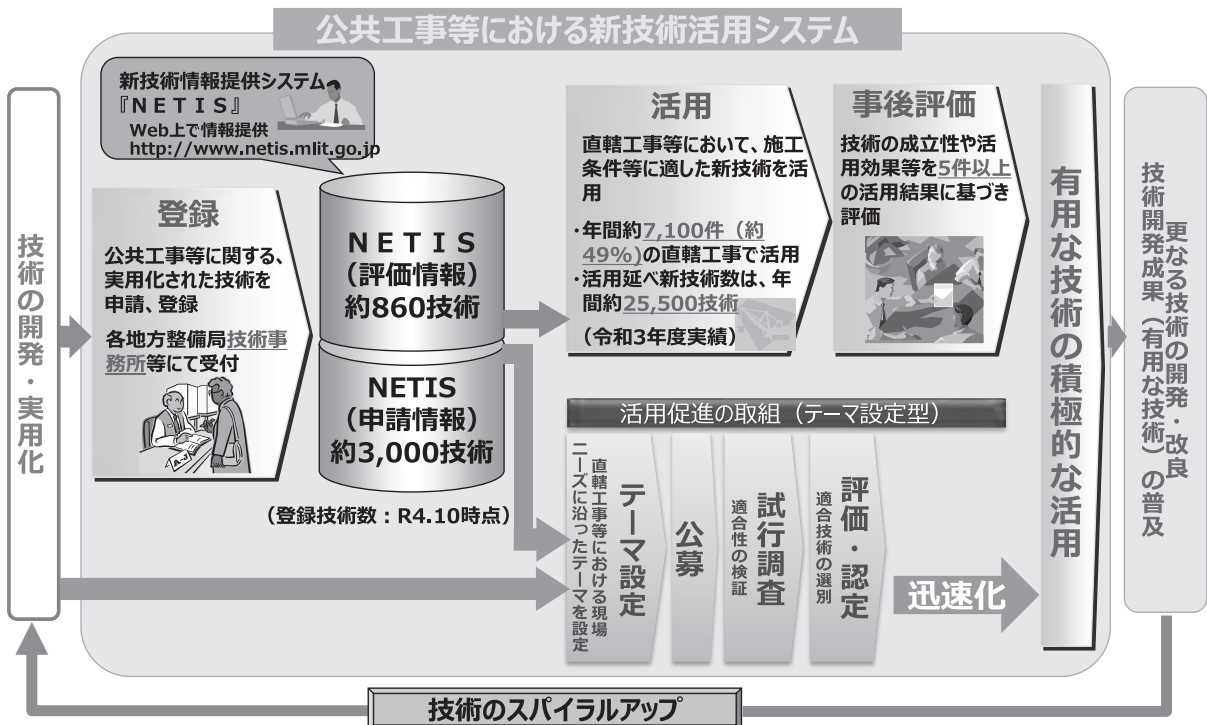 公共工事等における新技術活用システム
新技術情報提供システム
『ＮＥＴＩＳ』
Web上で情報提供
http://www.netis.mlit.go.jp
技術の開発・実用化
登録
公共工事等に関する、
実用化された技術を
申請、登録
各地方整備局技術事
務所等にて受付
ＮＥＴＩＳ
（評価情報）
約860技術
NETIS
（申請情報）
約3,000技術
（登録技術数：R4.10時点）
活用
直轄工事等において、施工
条件等に適した新技術を活
用
・年間約7,100件（約
49%)の直轄工事で活用
・活用延べ新技術数は、年
間約25,500技術
（令和3年度実績）
事後評価
技術の成立性や活
用効果等を5件以上
の活用結果に基づき
評価
活用促進の取組（テーマ設定型）
テーマ設定
直轄工事等における現場
ニーズに沿ったテーマを設定
公募
試行調査
適合性の検証
評価・認定
適合技術の選別
迅速化
有用な技術の積極的な活用
更なる技術の開発・改良
技術開発成果（有用な技術）の普及
技術のスパイラルアップ